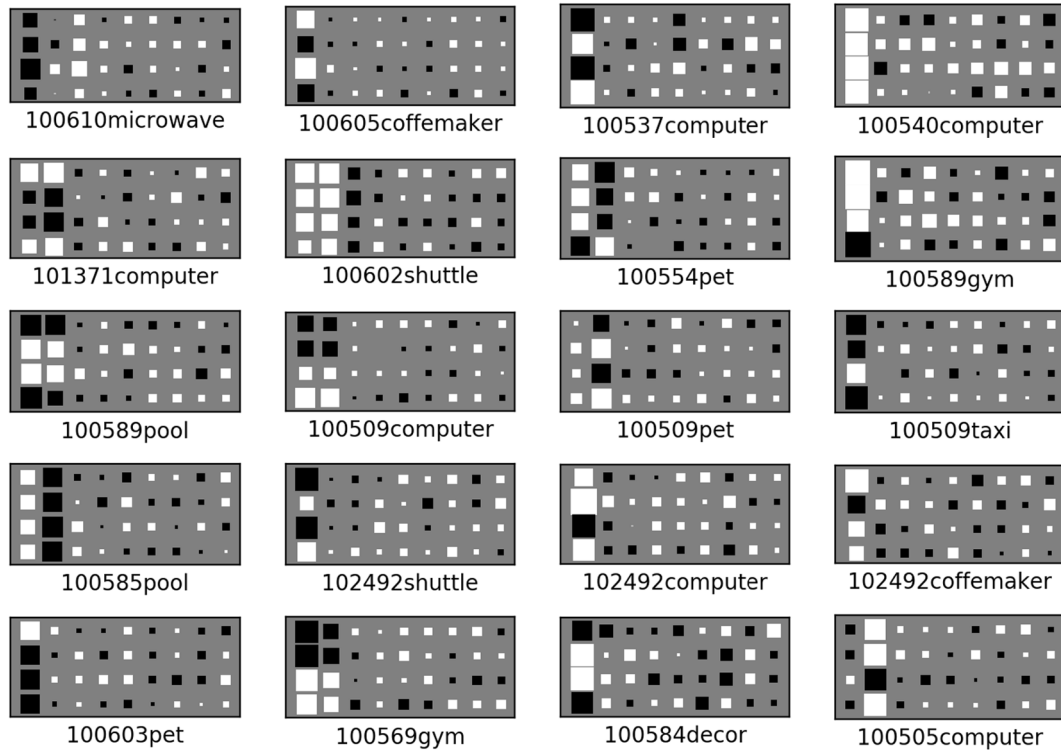 100610microwave
100605coffemaker
100537computer
100540computer
101371computer
100602shuttle
100554pet
100589gym
100589pool
100509computer
100509pet
100509taxi
100585pool
102492shuttle
102492computer
102492coffemaker
100603pet
100569gym
100584decor
100505computer